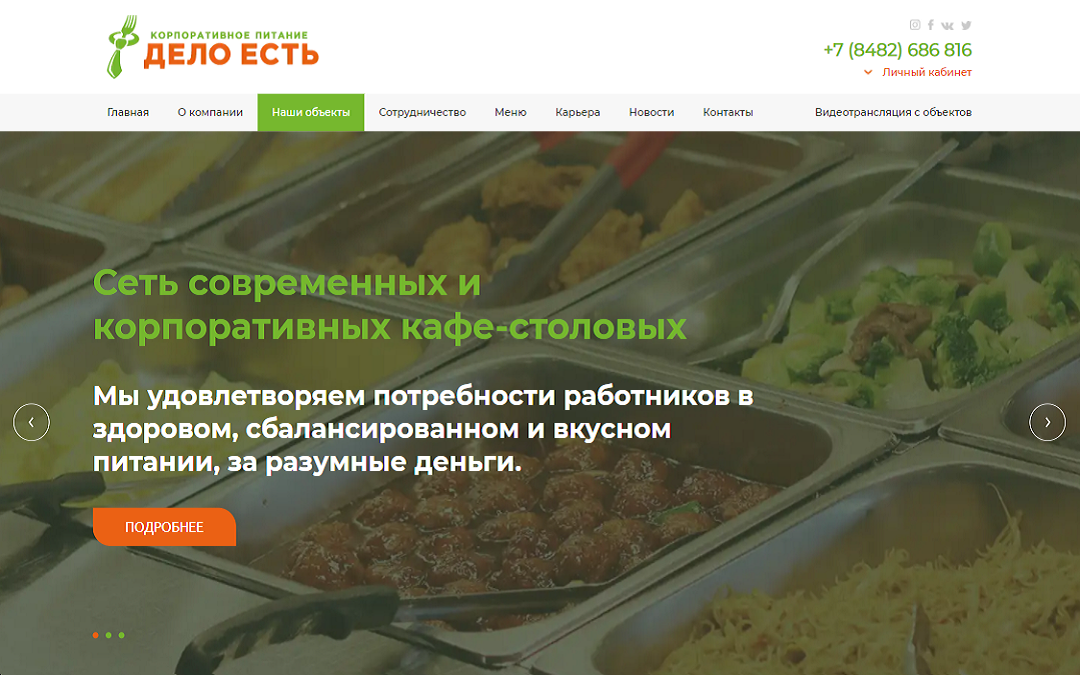 КОРПОРАТИВНОЕ ПИТАНИЕ
ДЕЛО ЕСТЬ
+7 (8482) 686 816
Личный кабинет
Главная О компании Наши объекты Сотрудничество Меню Карьера Новости Контакты Видеотрансляция с объектов
Сеть современных и
корпоративных кафе-столовых
Мы удовлетворяем потребности работников в
здоровом, сбалансированном и вкусном
питании, за разумные деньги.
ПОДРОБНЕЕ